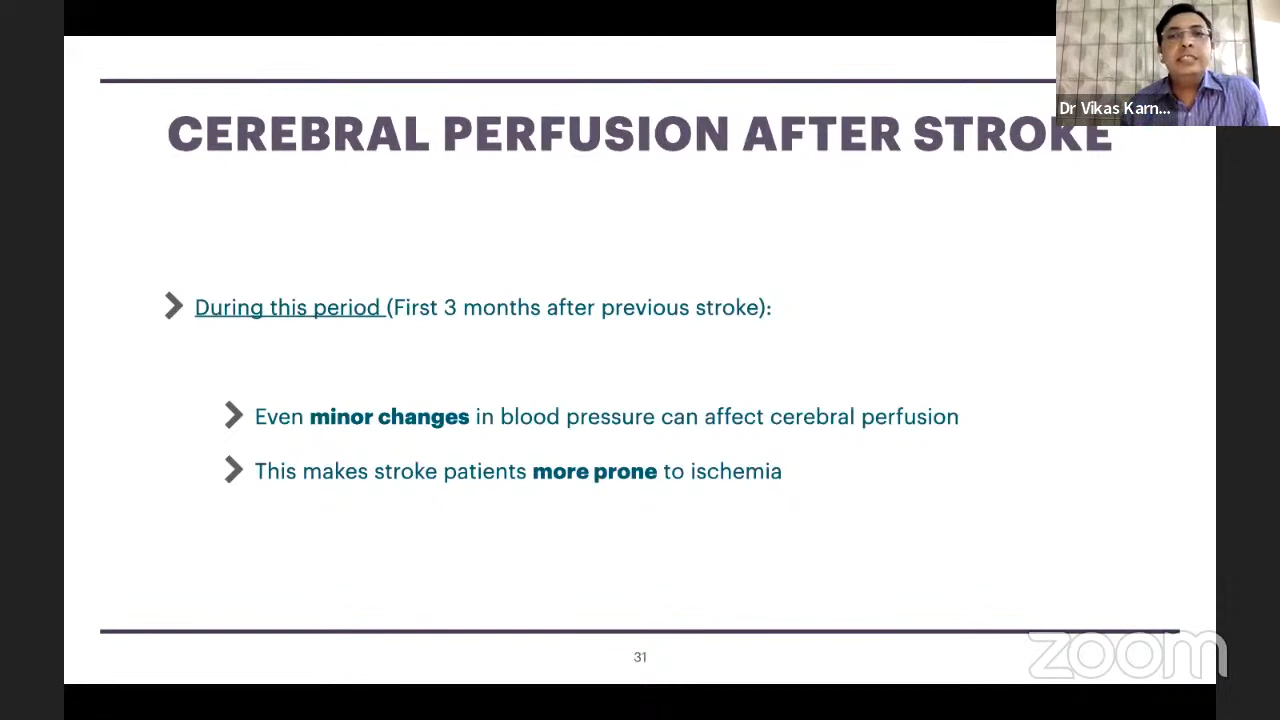 Dr Vikas Karn...
CEREBRAL PERFUSION AFTER STROKE
During this period (First 3 months after previous stroke):
Even minor changes in blood pressure can affect cerebral perfusion
This makes stroke patients more prone to ischemia
31
zoom